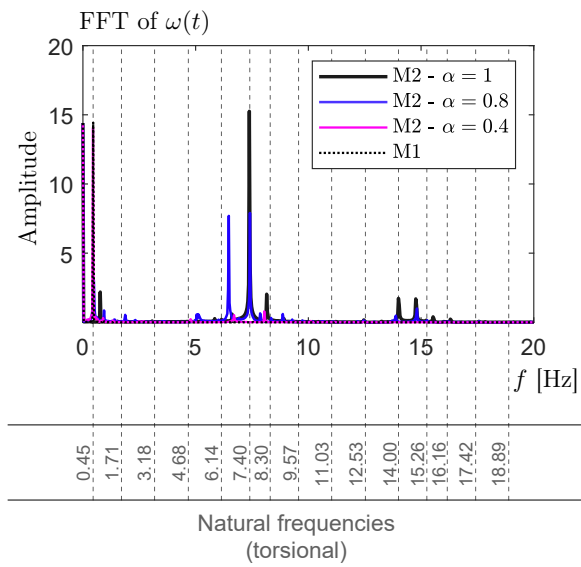 FFT of ω(t)
20
15
10
5
Amplitude
M2 - α = 1
M2 - α = 0.8
M2 - α = 0.4
M1
0 5 10 15 20
f [Hz]
0.45 1.71 3.18 4.68 6.14 7.40 8.30 9.57 11.03 12.53 14.00 15.26 16.16 17.42 18.89
Natural frequencies
(torsional)